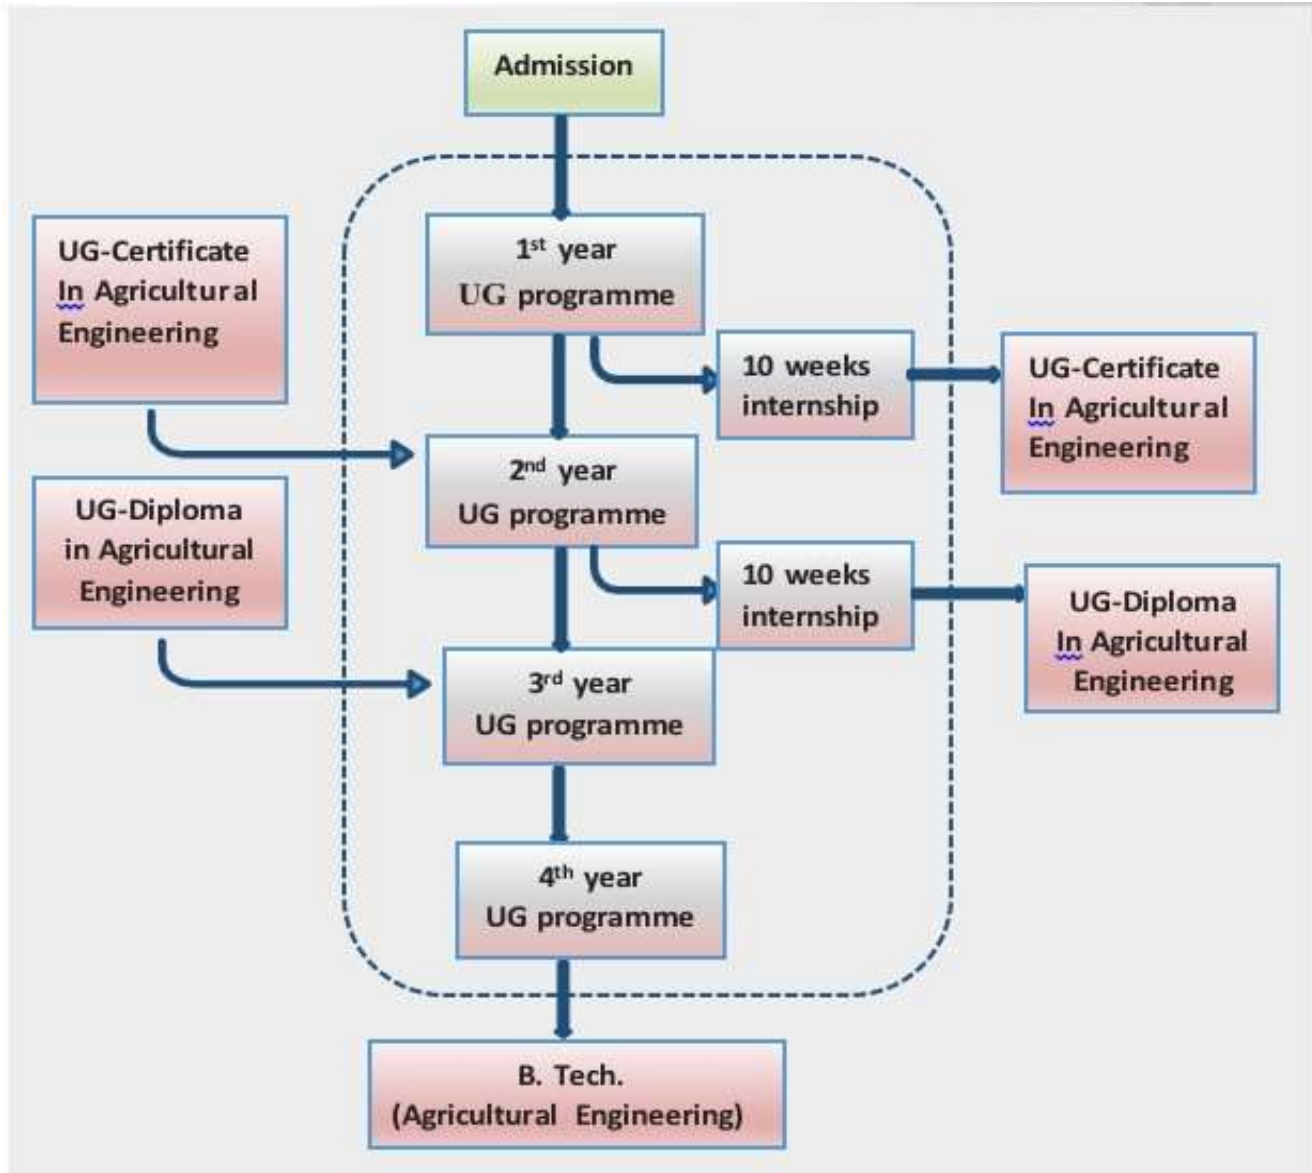 Admission
1st year
UG programme
UG-Certificate
In Agricultural
Engineering
10 weeks
internship
UG-Certificate
In Agricultural
Engineering
2nd year
UG programme
UG-Diploma
in Agricultural
Engineering
10 weeks
internship
UG-Diploma
In Agricultural
Engineering
3rd year
UG programme
4th year
UG programme
B. Tech.
(Agricultural Engineering)